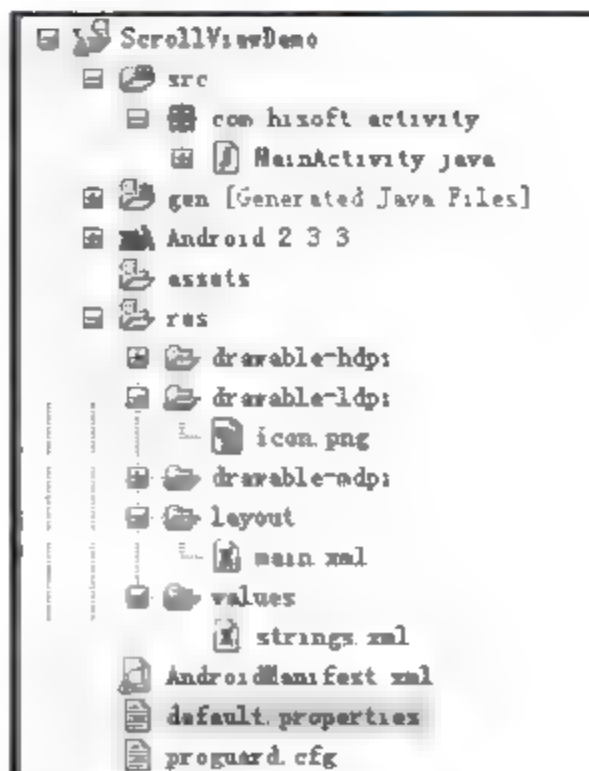 ScrollViewDemo
src
com hisoft activity
MainActivity java
gen [Generated Java Files]
Android 2 3 3
assets
res
drawable-hdpi
drawable-ldpi
icon.png
drawable-mdpi
layout
main xml
values
strings xml
AndroidManifest xml
default.properties
proguard.cfg